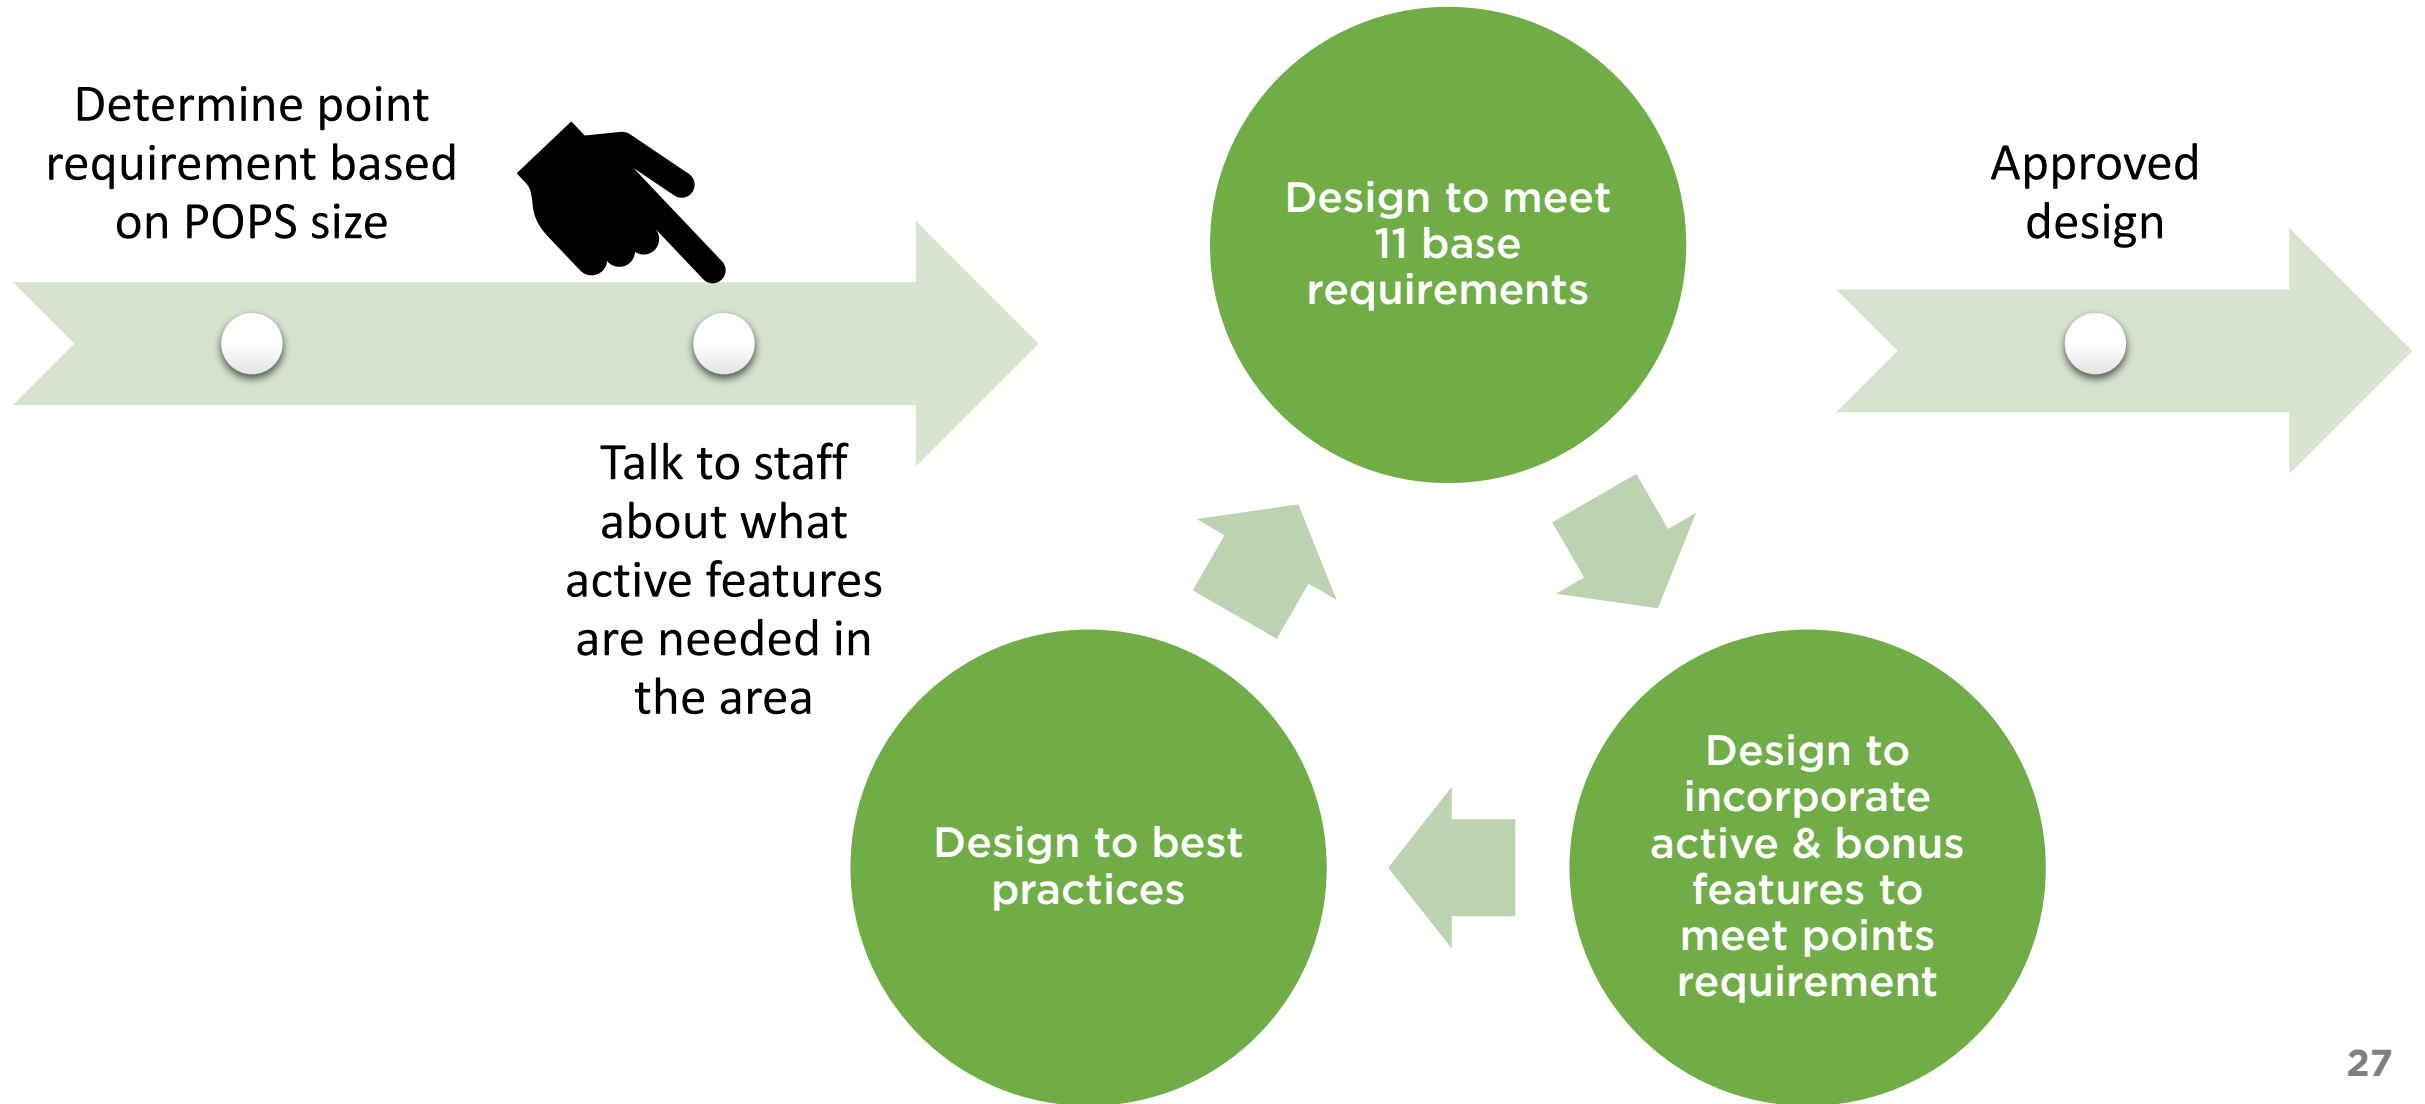 Determine point
requirement based
on POPS size
Talk to staff
about what
active features
are needed in
the area
Design to meet
11 base
requirements
Design to
incorporate
active & bonus
features to
meet points
requirement
Design to best
practices
Approved
design
27